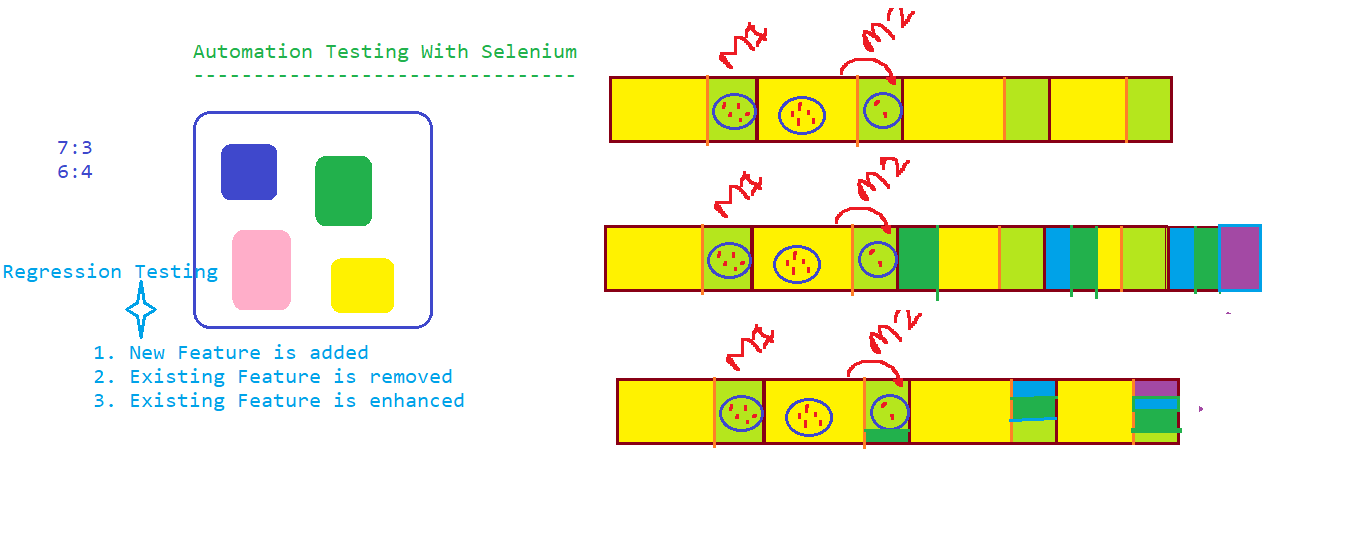 Automation Testing With Selenium
--------------------------------
7:3
6:4
Regression Testing
1. New Feature is added
2. Existing Feature is removed
3. Existing Feature is enhanced
M1
M2
M1
M2
M1
M2